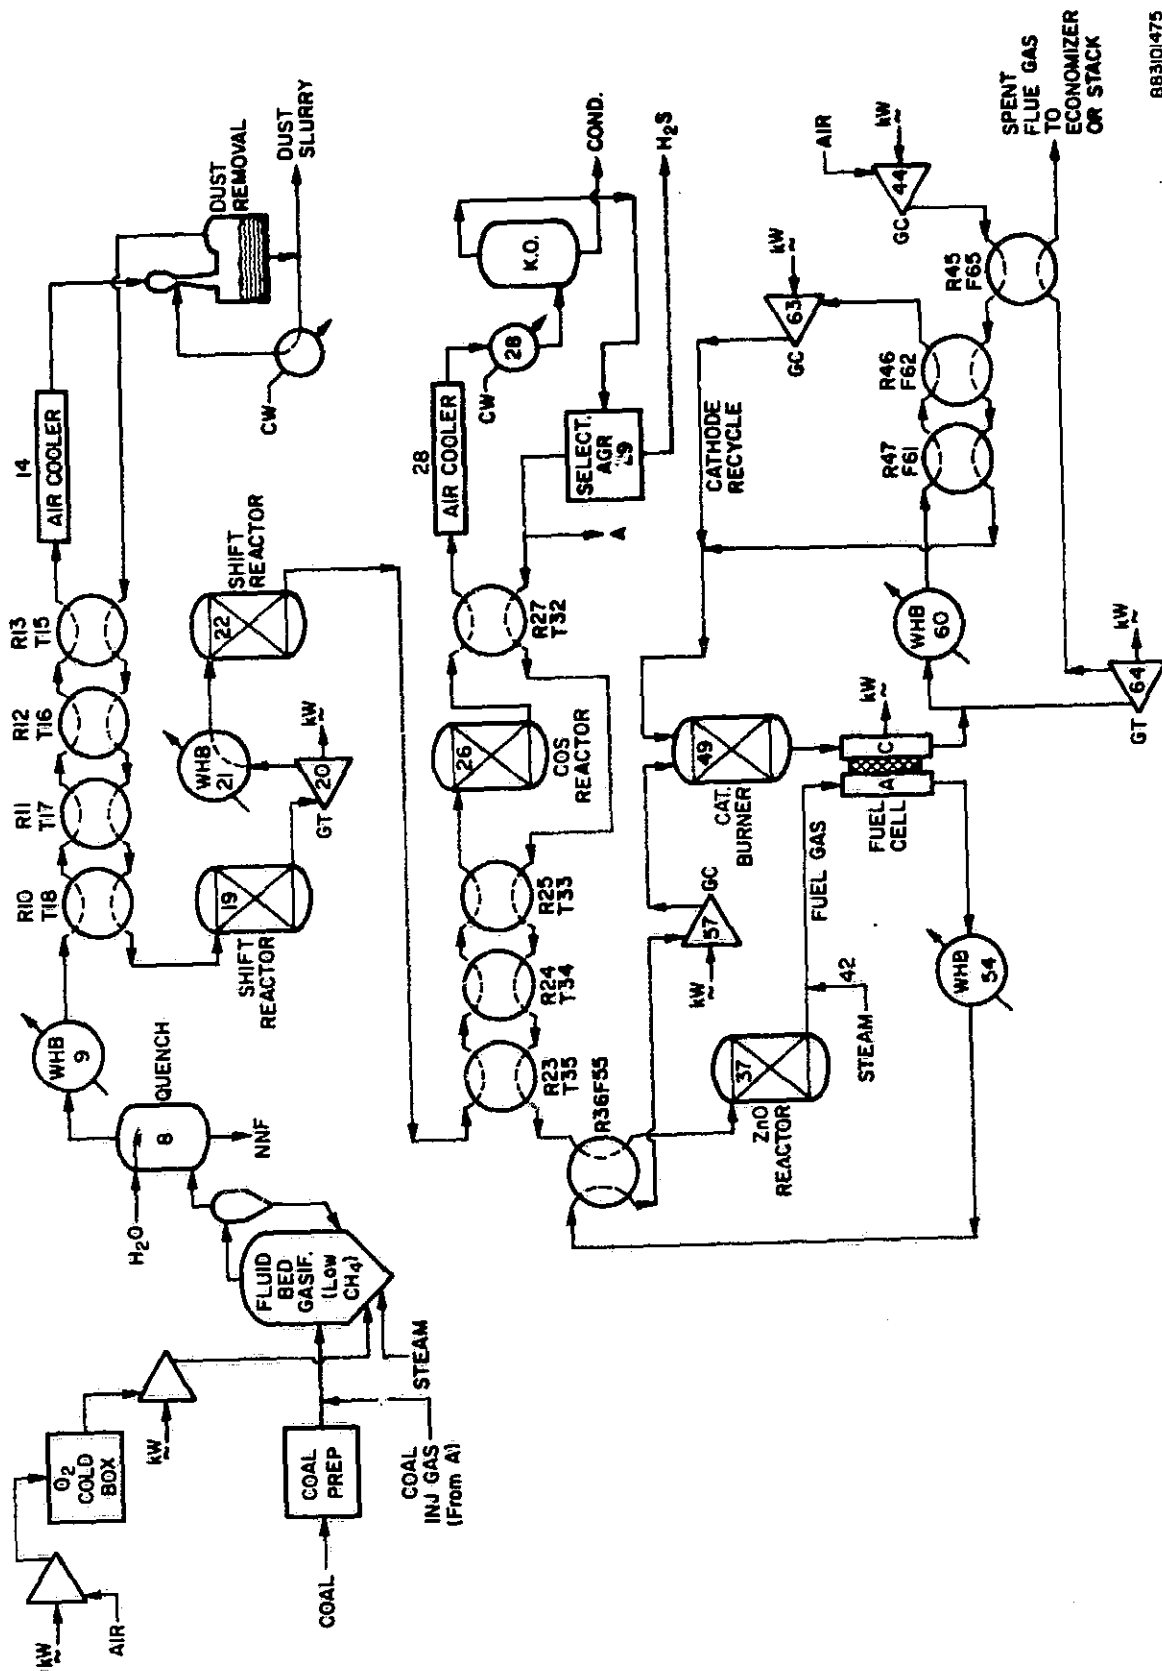 kW
AIR
O2
COLD
BOX
kW
COAL
COAL
PREP
COAL
INJ GAS
(From A)
STEAM
FLUID
BED
GASIF.
(Low
CH4)
H2O
8
QUENCH
NNF
WHB
9
R10
T18
R11
T17
R12
T16
R13
T15
14
AIR COOLER
DUST
REMOVAL
DUST
SLURRY
CW
19
SHIFT
REACTOR
GT
20
kW
WHB
21
22
SHIFT
REACTOR
R23
T35
R24
T34
R25
T33
26
COS
REACTOR
R27
T32
28
AIR COOLER
CW
28
K.O.
COND.
SELECT.
AGR
29
H2S
A
R36F55
37
ZnO
REACTOR
42
STEAM
FUEL GAS
kW
57
GC
49
CAT.
BURNER
CATHODE
RECYCLE
A
C
FUEL
CELL
kW
WHB
54
WHB
60
GT
64
kW
R47
F61
R46
F62
R45
F65
GC
63
kW
GC
44
kW
AIR
SPENT
FLUE GAS
TO
ECONOMIZER
OR STACK
B83101475